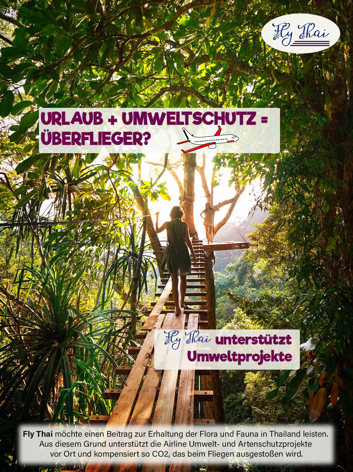 Fly Thai
URLAUB + UMWELTSCHUTZ =
ÜBERFLIEGER?
Fly Thai unterstützt
Umweltprojekte
Fly Thai möchte einen Beitrag zur Erhaltung der Flora und Fauna in Thailand leisten.
Aus diesem Grund unterstützt die Airline Umwelt- und Artenschutzprojekte
vor Ort und kompensiert so CO2, das beim Fliegen ausgestoßen wird.